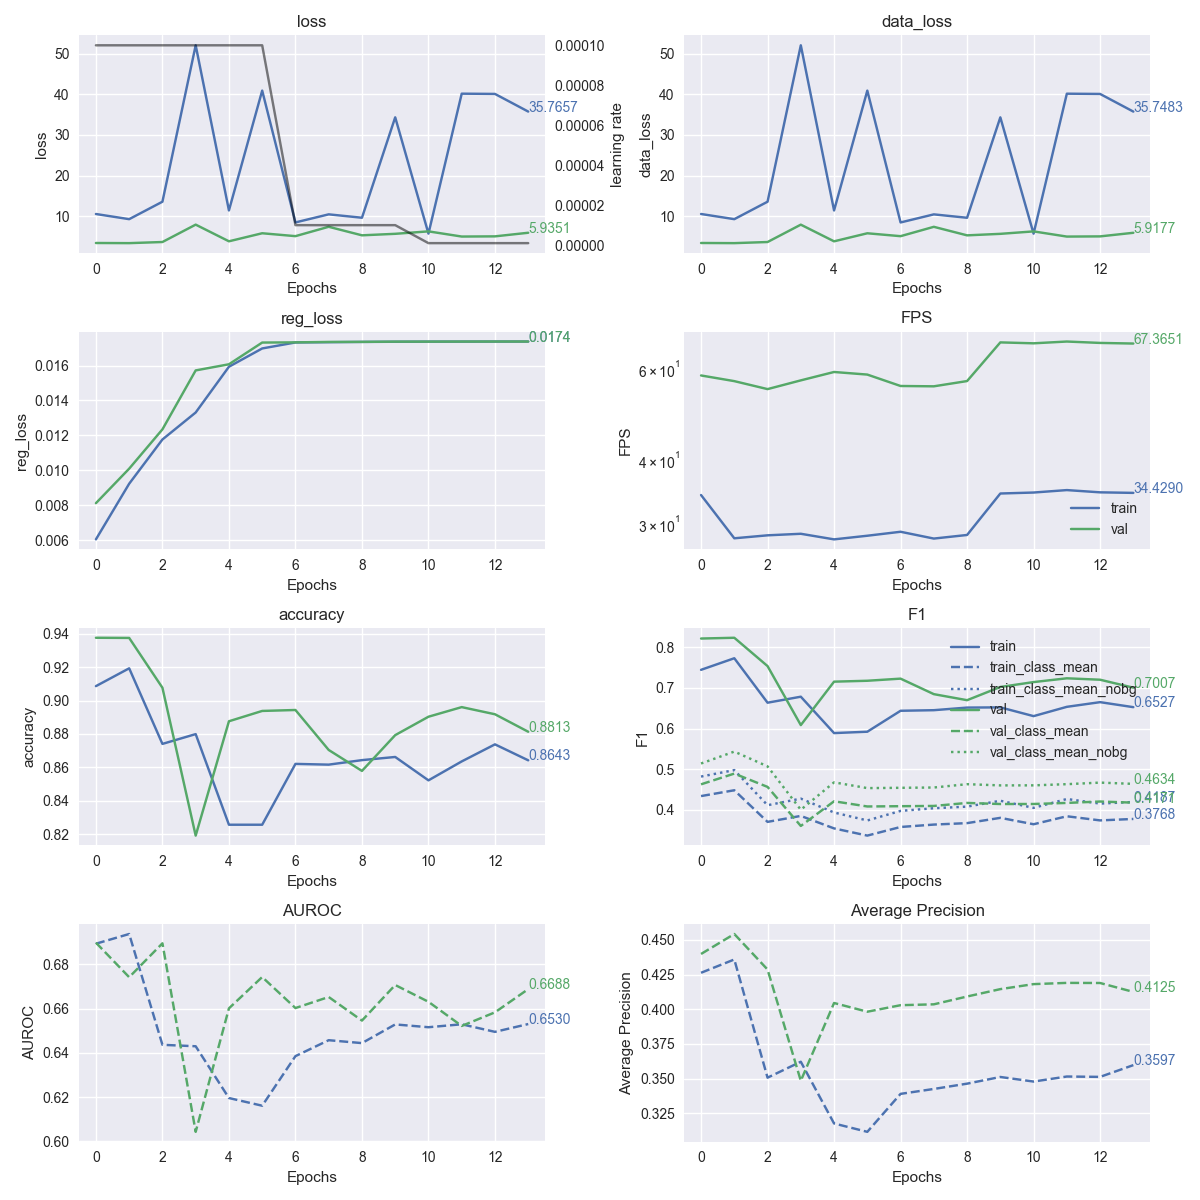 loss
50
40
30
20
10
loss
0.00010
0.00008
0.00006
0.00004
0.00002
0.00000
learning rate
35.7657
5.9351
0 2 4 6 8 10 12
Epochs
data_loss
50
40
30
20
10
data_loss
35.7483
5.9177
0 2 4 6 8 10 12
Epochs
reg_loss
0.016
0.014
0.012
0.010
0.008
0.006
reg_loss
0.0174
0 2 4 6 8 10 12
Epochs
FPS
6 × 10¹
4 × 10¹
3 × 10¹
FPS
67.3651
34.4290
train
val
0 2 4 6 8 10 12
Epochs
accuracy
0.94
0.92
0.90
0.88
0.86
0.84
0.82
accuracy
0.8813
0.8643
0 2 4 6 8 10 12
Epochs
F1
0.8
0.7
0.6
0.5
0.4
F1
train
train_class_mean
train_class_mean_nobg
val
val_class_mean
val_class_mean_nobg
0.7007
0.6527
0.4634
0.3768
0 2 4 6 8 10 12
Epochs
AUROC
0.68
0.66
0.64
0.62
0.60
AUROC
0.6688
0.6530
0 2 4 6 8 10 12
Epochs
Average Precision
0.450
0.425
0.400
0.375
0.350
0.325
Average Precision
0.4125
0.3597
0 2 4 6 8 10 12
Epochs